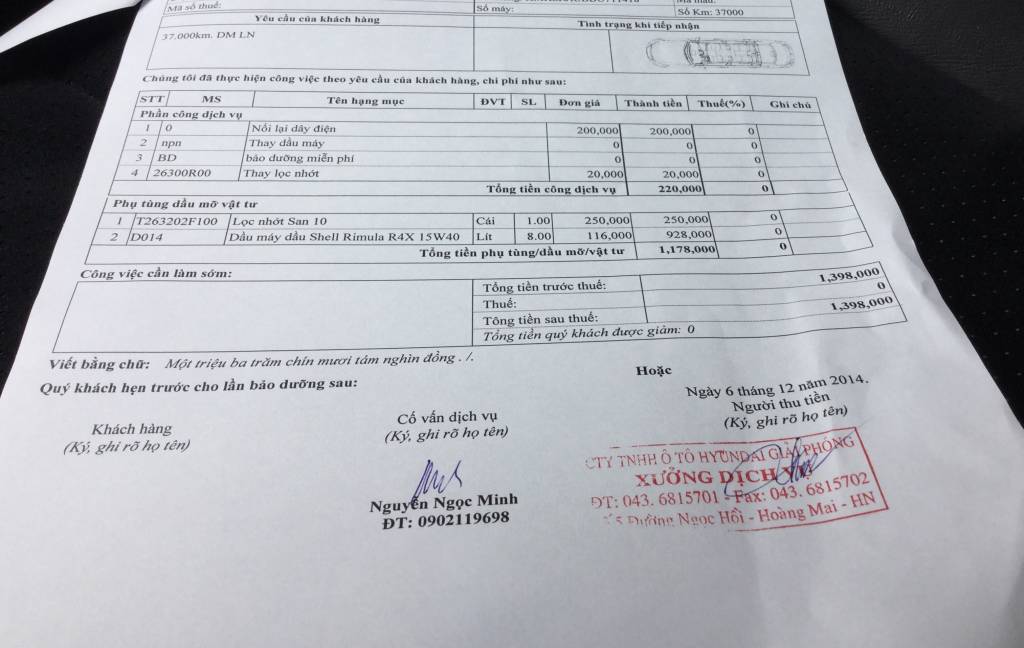 Mã số thuế:
Số máy:
Số Km: 37000
Yêu cầu của khách hàng
Tình trạng khi tiếp nhận
37.000km. DM LN
Chúng tôi đã thực hiện công việc theo yêu cầu của khách hàng, chi phí như sau:
STT MS Tên hạng mục ĐVT SL Đơn giá Thành tiền Thuế(%) Ghi chú
Phần công dịch vụ
1 0 Nối lại dây điện 200,000 200,000 0
2 npn Thay dầu máy 0 0 0
3 BD bảo dưỡng miễn phí 0 0 0
4 26300R00 Thay lọc nhớt 20,000 20,000 0
Tổng tiền công dịch vụ 220,000 0
Phụ tùng dầu mỡ vật tư
1 T263202F100 Lọc nhớt San 10 Cái 1.00 250,000 250,000 0
2 D014 Dầu máy dầu Shell Rimula R4X 15W40 Lít 8.00 116,000 928,000 0
Tổng tiền phụ tùng/dầu mỡ/vật tư 1,178,000 0
Công việc cần làm sớm:
Tổng tiền trước thuế: 1,398,000
Thuế: 0
Tông tiền sau thuế: 1,398,000
Tổng tiền quý khách được giảm: 0
Viết bằng chữ: Một triệu ba trăm chín mươi tám nghìn đồng . /.
Quý khách hẹn trước cho lần bảo dưỡng sau:
Hoặc
Ngày 6 tháng 12 năm 2014.
Khách hàng
(Ký, ghi rõ họ tên)
Cố vấn dịch vụ
(Ký, ghi rõ họ tên)
Người thu tiền
(Ký, ghi rõ họ tên)
Nguyễn Ngọc Minh
ĐT: 0902119698
CTY TNHH Ô TÔ HYUNDAI GIẢI PHÓNG
XƯỞNG DỊCH VỤ
ĐT: 043. 6815701 - Fax: 043. 6815702
Đường Ngọc Hồi - Hoàng Mai - HN